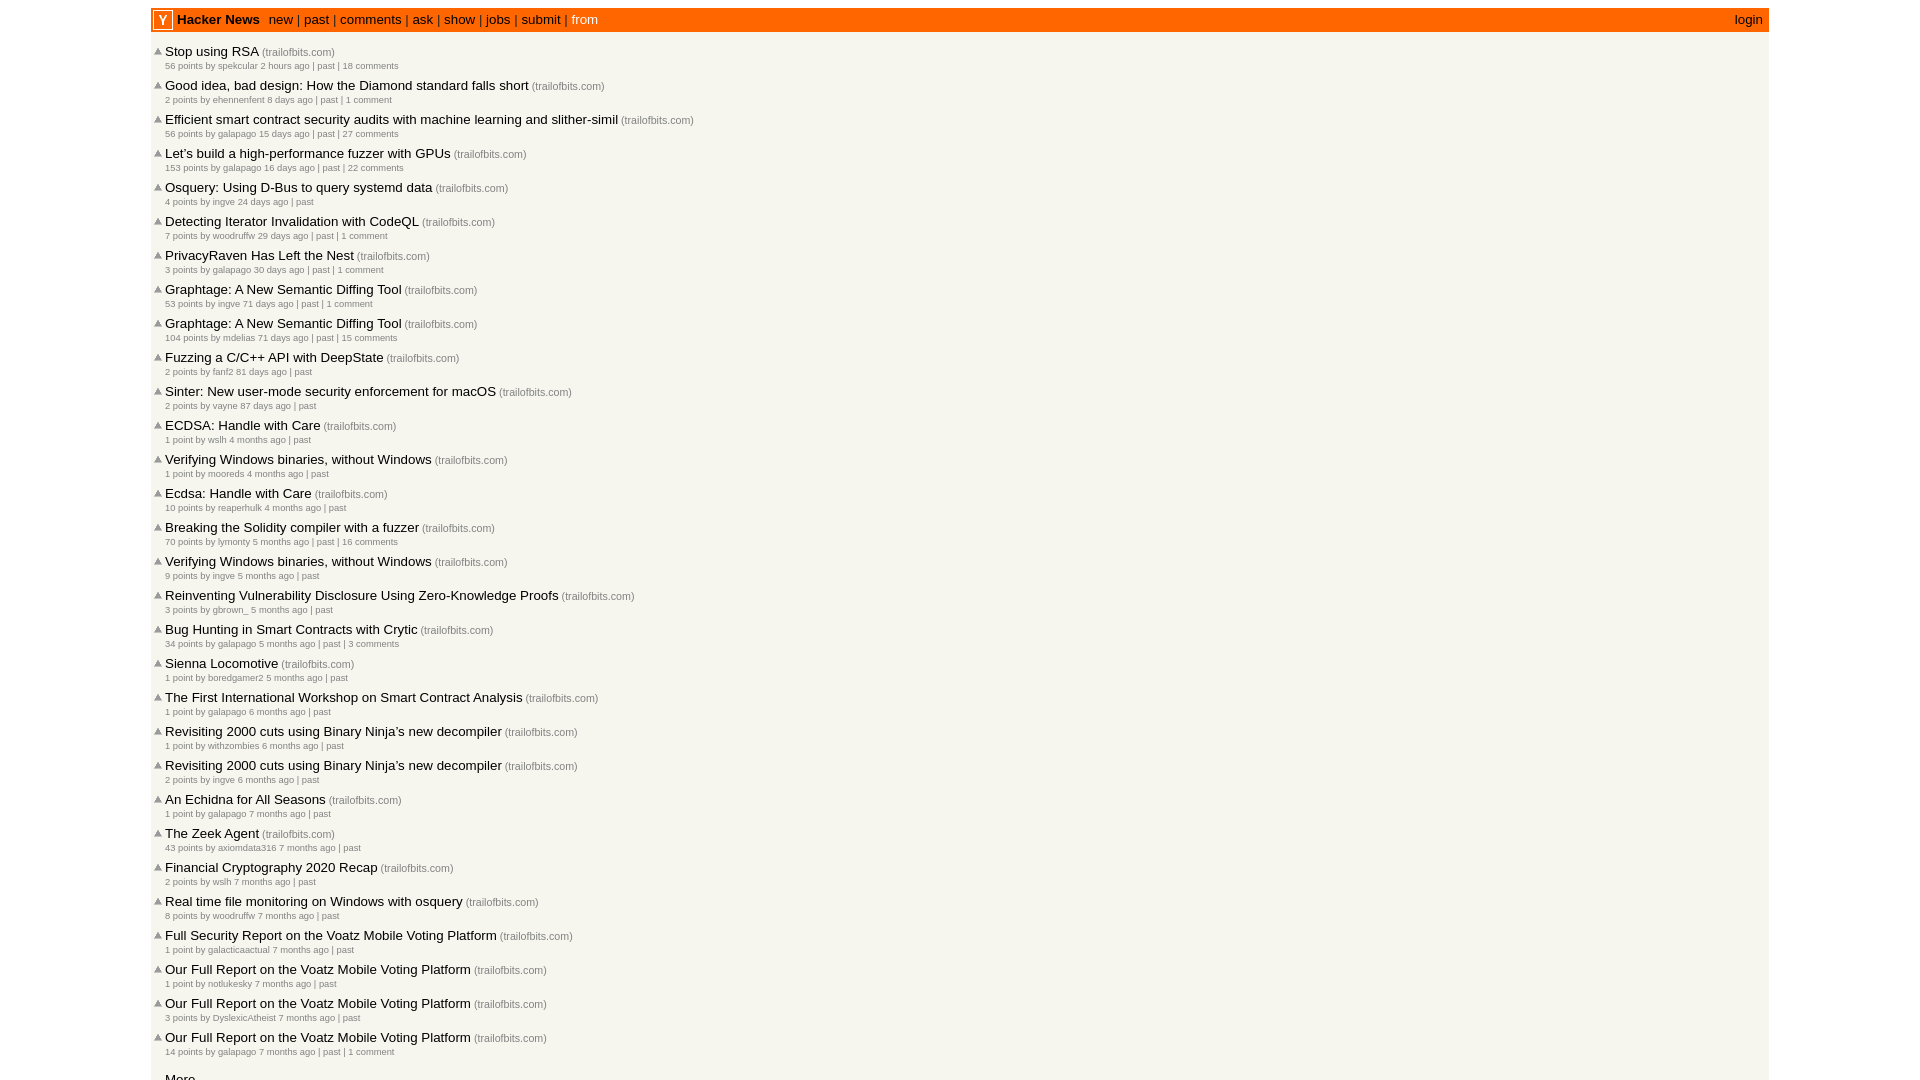 Y Hacker News new | past | comments | ask | show | jobs | submit | from login
Stop using RSA (trailofbits.com)
56 points by spekcular 2 hours ago | past | 18 comments
Good idea, bad design: How the Diamond standard falls short (trailofbits.com)
2 points by ehennenfent 8 days ago | past | 1 comment
Efficient smart contract security audits with machine learning and slither-simil (trailofbits.com)
56 points by galapago 15 days ago | past | 27 comments
Let’s build a high-performance fuzzer with GPUs (trailofbits.com)
153 points by galapago 16 days ago | past | 22 comments
Osquery: Using D-Bus to query systemd data (trailofbits.com)
4 points by ingve 24 days ago | past
Detecting Iterator Invalidation with CodeQL (trailofbits.com)
7 points by woodruffw 29 days ago | past | 1 comment
PrivacyRaven Has Left the Nest (trailofbits.com)
3 points by galapago 30 days ago | past | 1 comment
Graphtage: A New Semantic Diffing Tool (trailofbits.com)
53 points by ingve 71 days ago | past | 1 comment
Graphtage: A New Semantic Diffing Tool (trailofbits.com)
104 points by mdelias 71 days ago | past | 15 comments
Fuzzing a C/C++ API with DeepState (trailofbits.com)
2 points by fanf2 81 days ago | past
Sinter: New user-mode security enforcement for macOS (trailofbits.com)
2 points by vayne 87 days ago | past
ECDSA: Handle with Care (trailofbits.com)
1 point by wslh 4 months ago | past
Verifying Windows binaries, without Windows (trailofbits.com)
1 point by mooreds 4 months ago | past
Ecdsa: Handle with Care (trailofbits.com)
10 points by reaperhulk 4 months ago | past
Breaking the Solidity compiler with a fuzzer (trailofbits.com)
70 points by lymonty 5 months ago | past | 16 comments
Verifying Windows binaries, without Windows (trailofbits.com)
9 points by ingve 5 months ago | past
Reinventing Vulnerability Disclosure Using Zero-Knowledge Proofs (trailofbits.com)
3 points by gbrown_ 5 months ago | past
Bug Hunting in Smart Contracts with Crytic (trailofbits.com)
34 points by galapago 5 months ago | past | 3 comments
Sienna Locomotive (trailofbits.com)
1 point by boredgamer2 5 months ago | past
The First International Workshop on Smart Contract Analysis (trailofbits.com)
1 point by galapago 6 months ago | past
Revisiting 2000 cuts using Binary Ninja’s new decompiler (trailofbits.com)
1 point by withzombies 6 months ago | past
Revisiting 2000 cuts using Binary Ninja’s new decompiler (trailofbits.com)
2 points by ingve 6 months ago | past
An Echidna for All Seasons (trailofbits.com)
1 point by galapago 7 months ago | past
The Zeek Agent (trailofbits.com)
43 points by axiomdata316 7 months ago | past
Financial Cryptography 2020 Recap (trailofbits.com)
2 points by wslh 7 months ago | past
Real time file monitoring on Windows with osquery (trailofbits.com)
8 points by woodruffw 7 months ago | past
Full Security Report on the Voatz Mobile Voting Platform (trailofbits.com)
1 point by galacticaactual 7 months ago | past
Our Full Report on the Voatz Mobile Voting Platform (trailofbits.com)
1 point by notlukesky 7 months ago | past
Our Full Report on the Voatz Mobile Voting Platform (trailofbits.com)
3 points by DyslexicAtheist 7 months ago | past
Our Full Report on the Voatz Mobile Voting Platform (trailofbits.com)
14 points by galapago 7 months ago | past | 1 comment
More